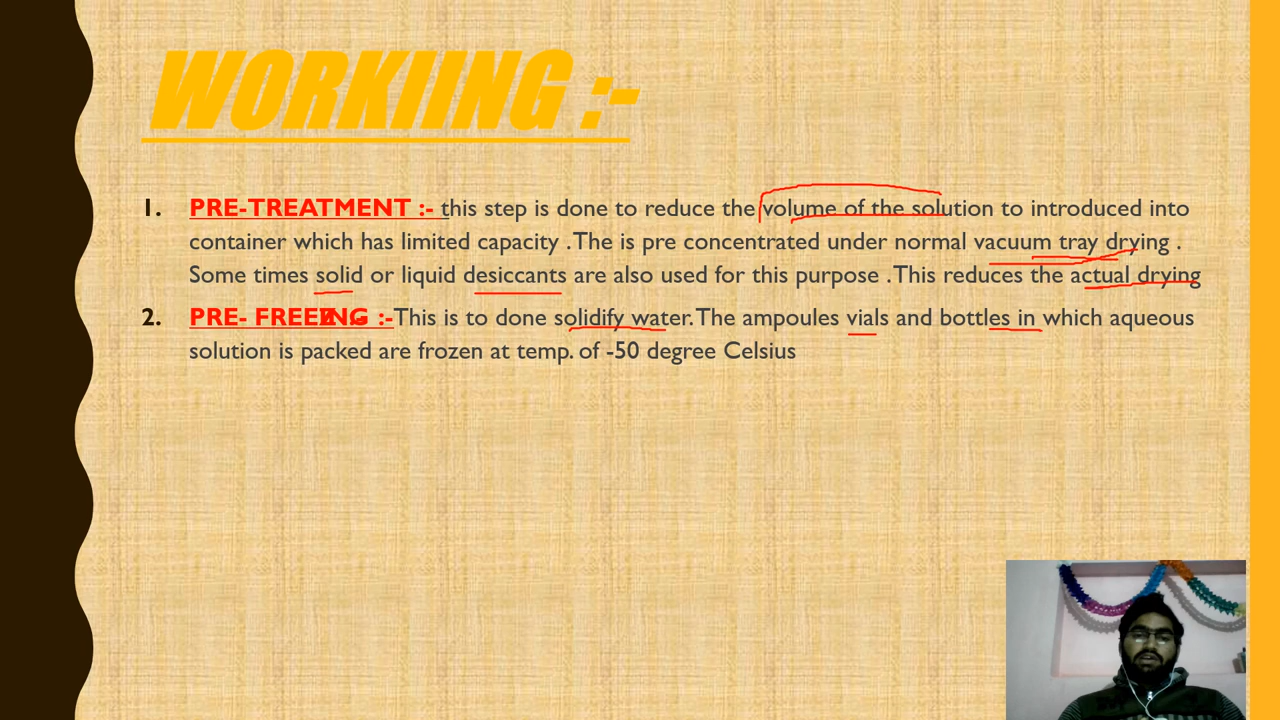 WORKIING :-
1. PRE-TREATMENT :- this step is done to reduce the volume of the solution to introduced into
container which has limited capacity . The is pre concentrated under normal vacuum tray drying .
Some times solid or liquid desiccants are also used for this purpose . This reduces the actual drying
2. PRE- FREEZING :-This is to done solidify water. The ampoules vials and bottles in which aqueous
solution is packed are frozen at temp. of -50 degree Celsius